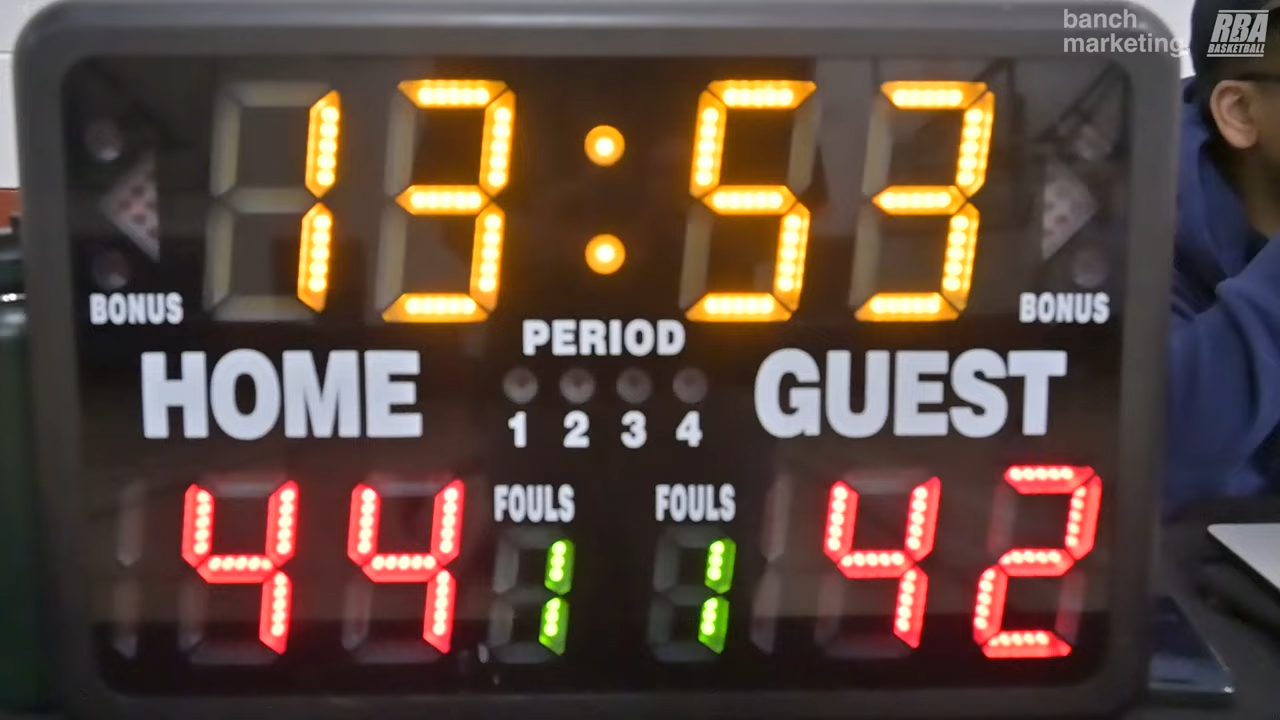 banch
marketing.
RBA
BASKETBALL
13:53
BONUS
BONUS
PERIOD
HOME
GUEST
1 2 3 4
FOULS
FOULS
44
1
1
42